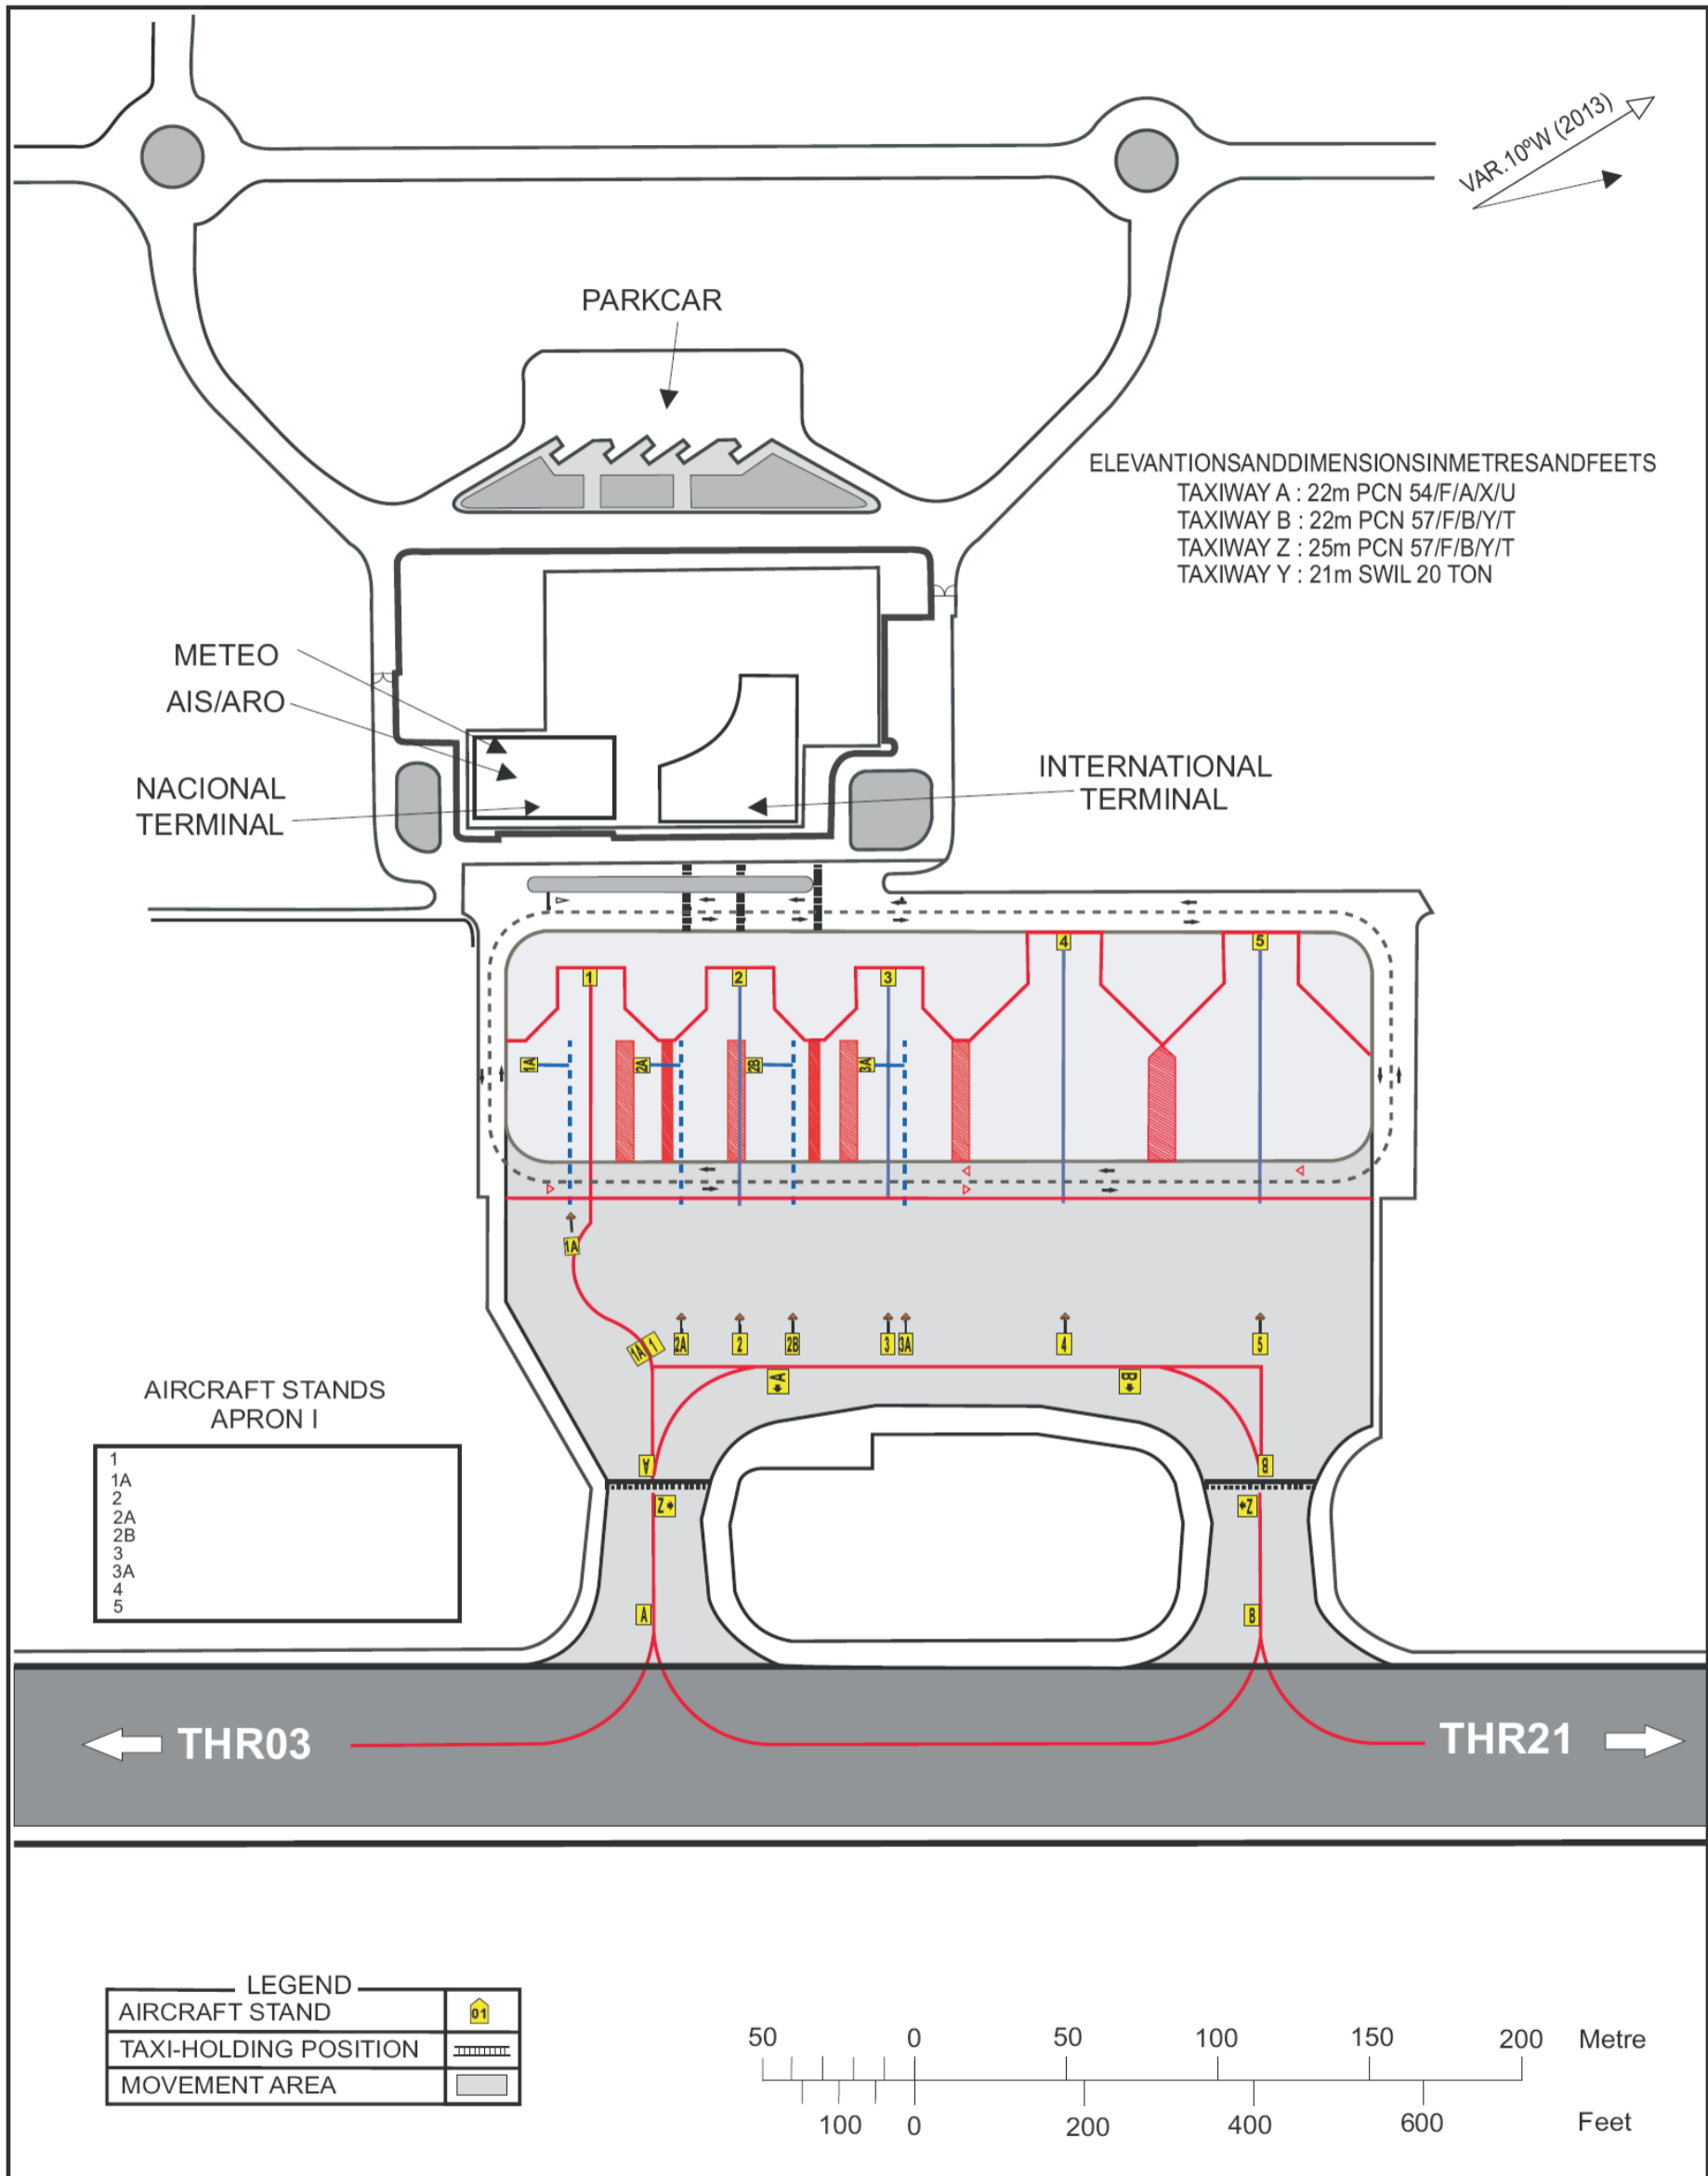 VAR.10ºW (2013)
PARKCAR
ELEVANTIONSANDDIMENSIONSINMETRESANDFEETS
TAXIWAY A : 22m PCN 54/F/A/X/U
TAXIWAY B : 22m PCN 57/F/B/Y/T
TAXIWAY Z : 25m PCN 57/F/B/Y/T
TAXIWAY Y : 21m SWIL 20 TON
METEO
AIS/ARO
NACIONAL
TERMINAL
INTERNATIONAL
TERMINAL
4
5
1
2
3
1A
2A
2B
3A
1A
1A
1
2A
2
2B
3
3A
4
5
A
B
A
B
Z
Z
A
B
AIRCRAFT STANDS
APRON I
1
1A
2
2A
2B
3
3A
4
5
THR03
THR21
LEGEND
AIRCRAFT STAND
01
TAXI-HOLDING POSITION
MOVEMENT AREA
50 0 50 100 150 200 Metre
100 0 200 400 600 Feet